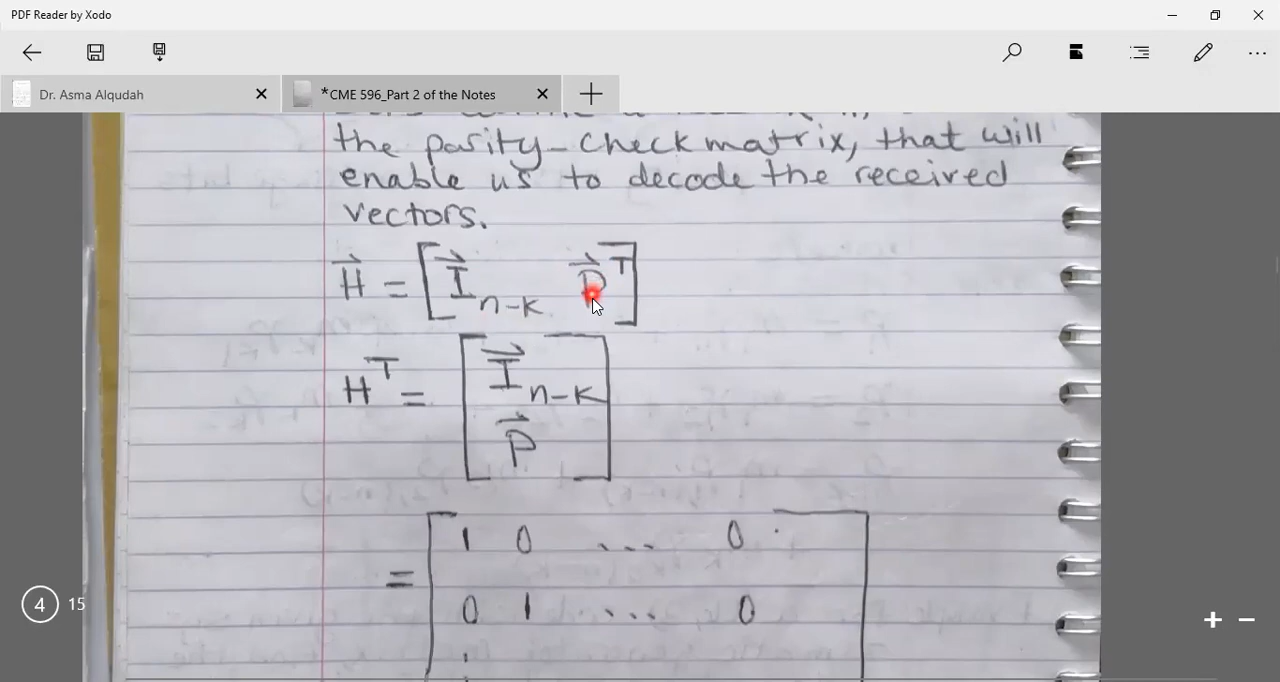 PDF Reader by Xodo
Dr. Asma Alqudah
*CME 596_Part 2 of the Notes
the parity-check matrix, that will
enable us to decode the received
vectors.
H⃗ = [I⃗ₙ₋ₖ P⃗ᵀ]
Hᵀ = [I⃗ₙ₋ₖ
P⃗]
= [1 0 ... 0
0 1 ... 0
4 15